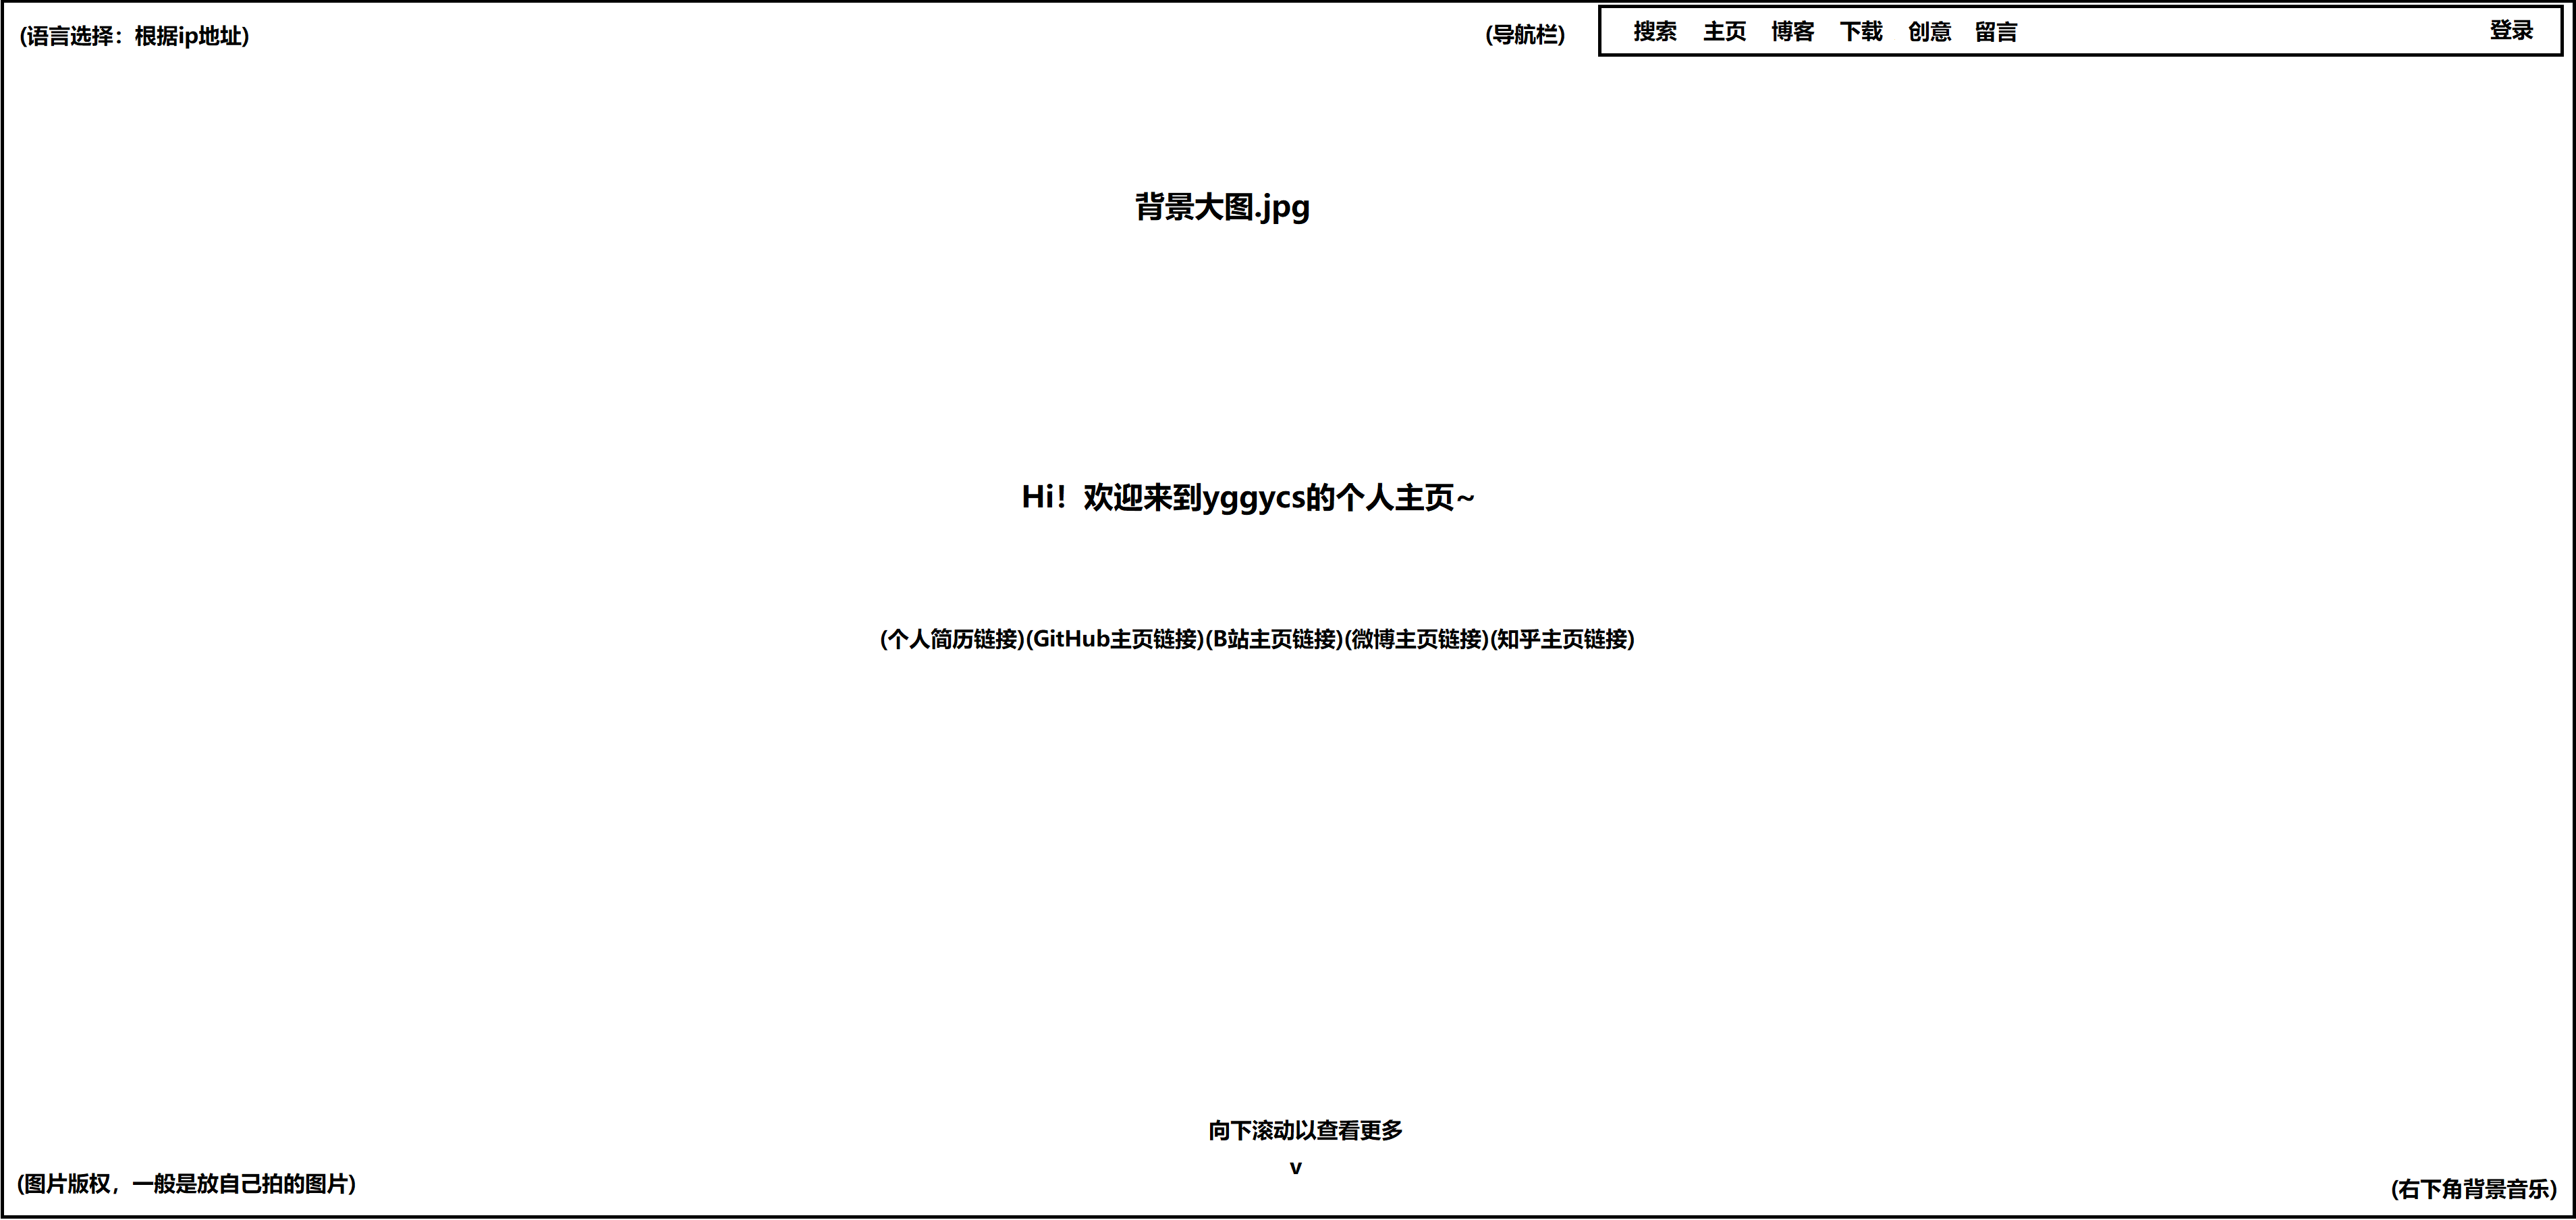 (语言选择：根据ip地址)
(导航栏)
搜索 主页 博客 下载 创意 留言 登录
背景大图.jpg
Hi！欢迎来到yggycs的个人主页~
(个人简历链接)(GitHub主页链接)(B站主页链接)(微博主页链接)(知乎主页链接)
向下滚动以查看更多
v
(图片版权，一般是放自己拍的图片)
(右下角背景音乐)